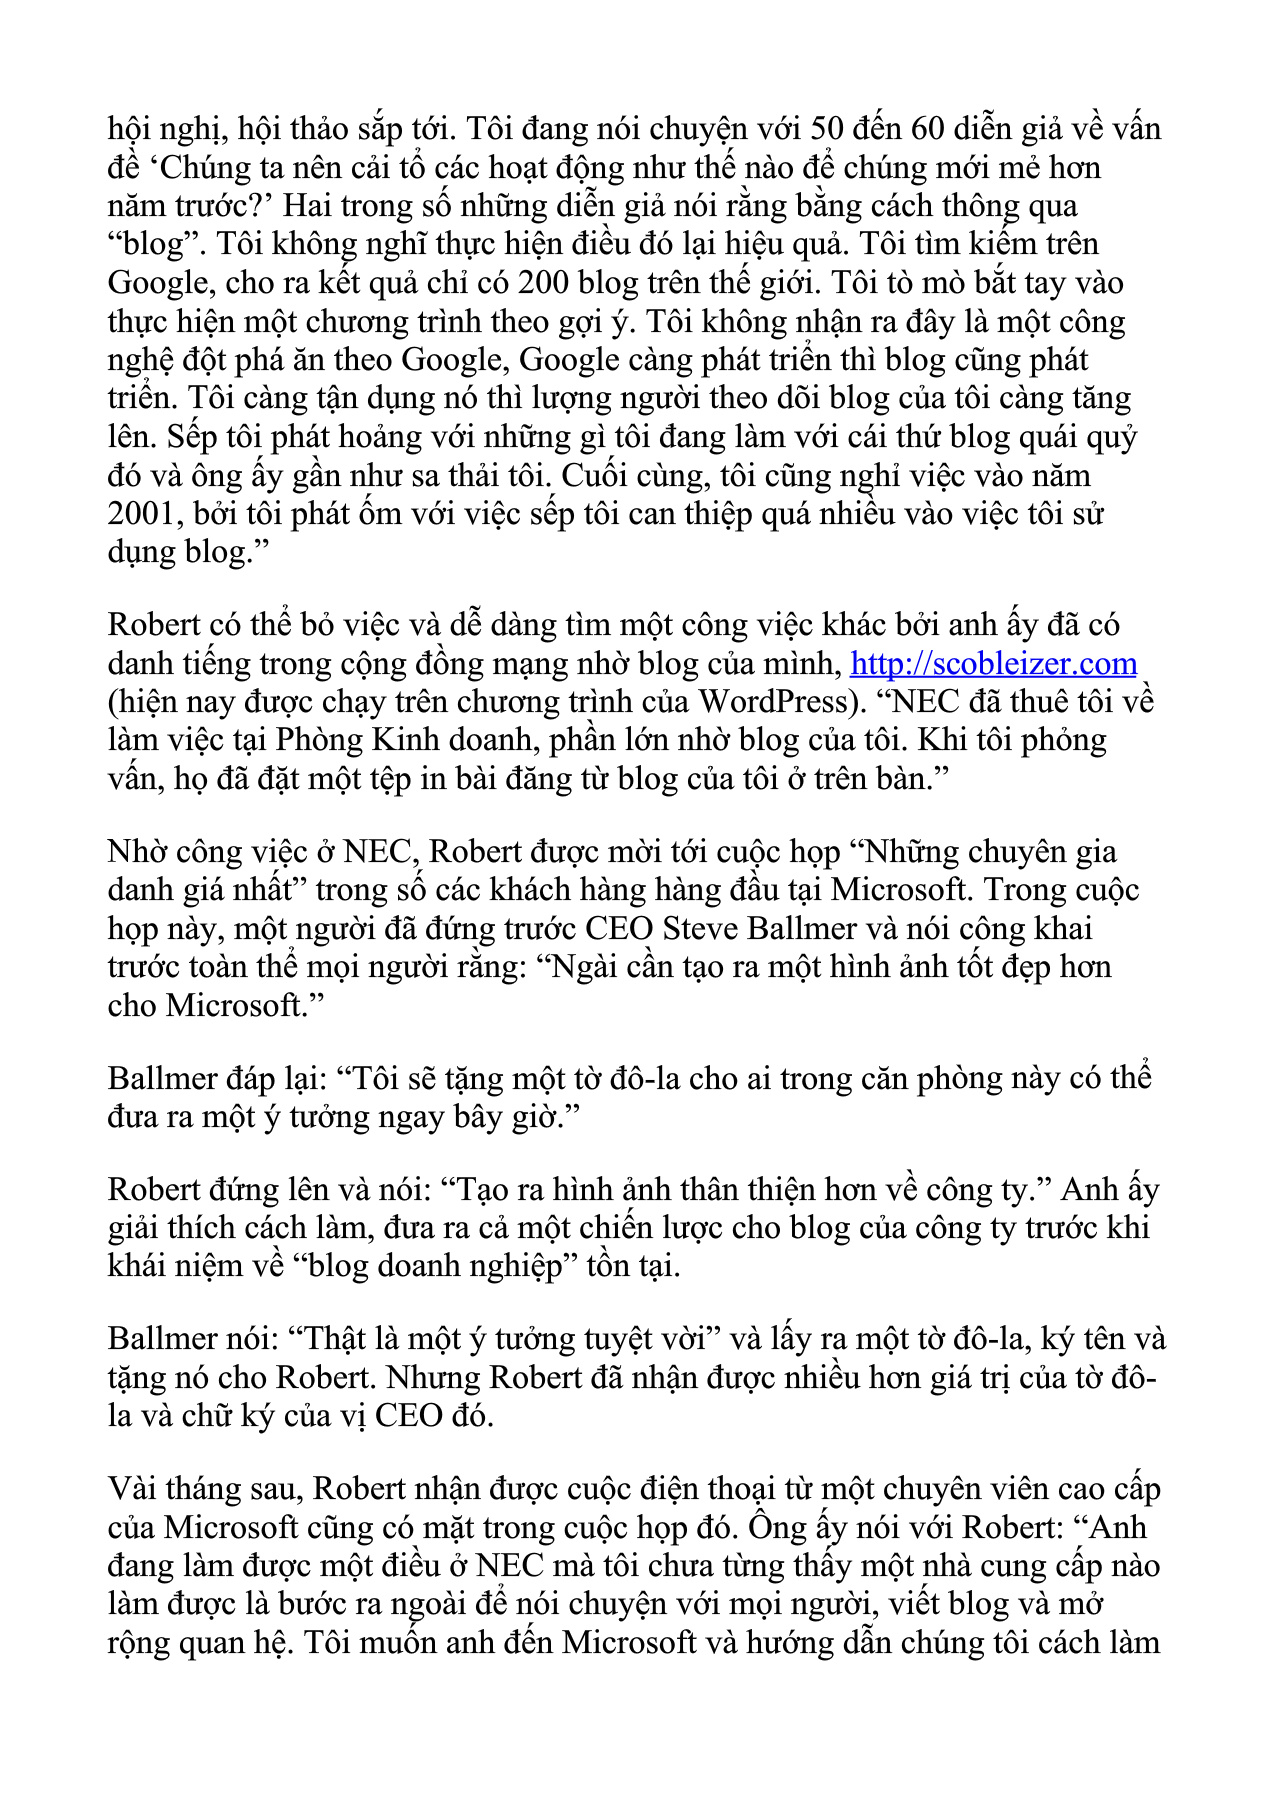 hội nghị, hội thảo sắp tới. Tôi đang nói chuyện với 50 đến 60 diễn giả về vấn
đề ‘Chúng ta nên cải tổ các hoạt động như thế nào để chúng mới mẻ hơn
năm trước?’ Hai trong số những diễn giả nói rằng bằng cách thông qua
“blog”. Tôi không nghĩ thực hiện điều đó lại hiệu quả. Tôi tìm kiếm trên
Google, cho ra kết quả chỉ có 200 blog trên thế giới. Tôi tò mò bắt tay vào
thực hiện một chương trình theo gợi ý. Tôi không nhận ra đây là một công
nghệ đột phá ăn theo Google, Google càng phát triển thì blog cũng phát
triển. Tôi càng tận dụng nó thì lượng người theo dõi blog của tôi càng tăng
lên. Sếp tôi phát hoảng với những gì tôi đang làm với cái thứ blog quái quỷ
đó và ông ấy gần như sa thải tôi. Cuối cùng, tôi cũng nghỉ việc vào năm
2001, bởi tôi phát ốm với việc sếp tôi can thiệp quá nhiều vào việc tôi sử
dụng blog.”
Robert có thể bỏ việc và dễ dàng tìm một công việc khác bởi anh ấy đã có
danh tiếng trong cộng đồng mạng nhờ blog của mình, http://scobleizer.com
(hiện nay được chạy trên chương trình của WordPress). “NEC đã thuê tôi về
làm việc tại Phòng Kinh doanh, phần lớn nhờ blog của tôi. Khi tôi phỏng
vấn, họ đã đặt một tệp in bài đăng từ blog của tôi ở trên bàn.”
Nhờ công việc ở NEC, Robert được mời tới cuộc họp “Những chuyên gia
danh giá nhất” trong số các khách hàng hàng đầu tại Microsoft. Trong cuộc
họp này, một người đã đứng trước CEO Steve Ballmer và nói công khai
trước toàn thể mọi người rằng: “Ngài cần tạo ra một hình ảnh tốt đẹp hơn
cho Microsoft.”
Ballmer đáp lại: “Tôi sẽ tặng một tờ đô-la cho ai trong căn phòng này có thể
đưa ra một ý tưởng ngay bây giờ.”
Robert đứng lên và nói: “Tạo ra hình ảnh thân thiện hơn về công ty.” Anh ấy
giải thích cách làm, đưa ra cả một chiến lược cho blog của công ty trước khi
khái niệm về “blog doanh nghiệp” tồn tại.
Ballmer nói: “Thật là một ý tưởng tuyệt vời” và lấy ra một tờ đô-la, ký tên và
tặng nó cho Robert. Nhưng Robert đã nhận được nhiều hơn giá trị của tờ đô-
la và chữ ký của vị CEO đó.
Vài tháng sau, Robert nhận được cuộc điện thoại từ một chuyên viên cao cấp
của Microsoft cũng có mặt trong cuộc họp đó. Ông ấy nói với Robert: “Anh
đang làm được một điều ở NEC mà tôi chưa từng thấy một nhà cung cấp nào
làm được là bước ra ngoài để nói chuyện với mọi người, viết blog và mở
rộng quan hệ. Tôi muốn anh đến Microsoft và hướng dẫn chúng tôi cách làm